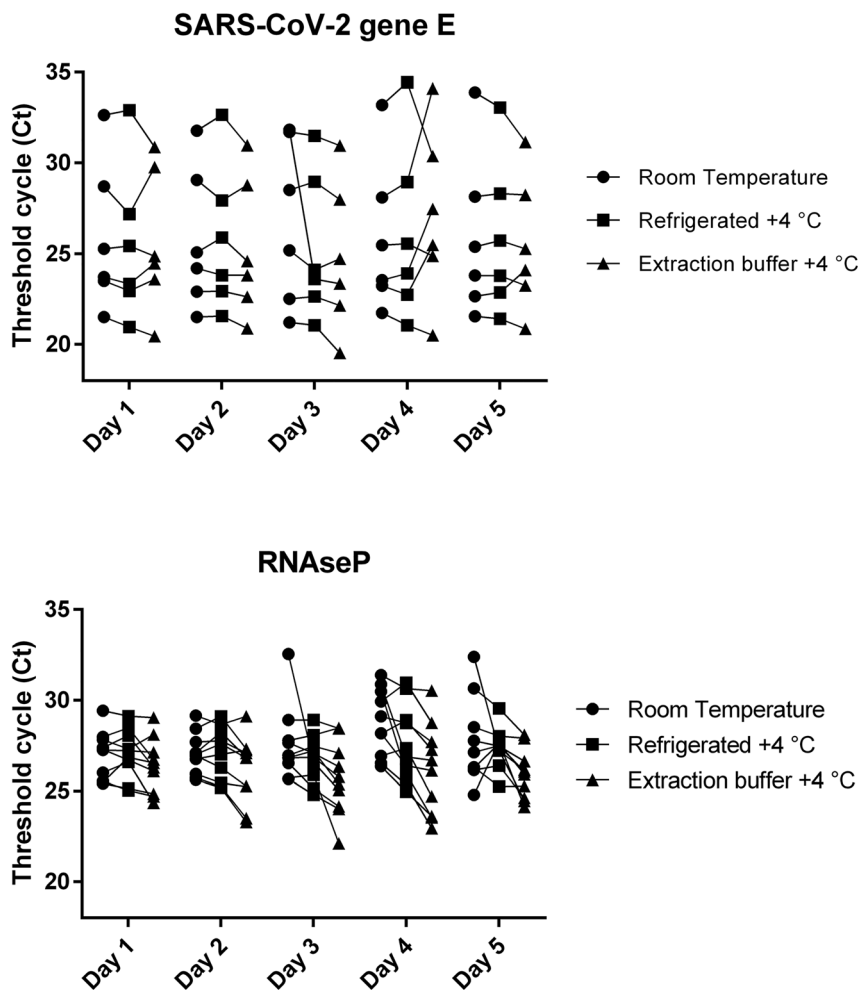 SARS-CoV-2 gene E
Threshold cycle (Ct)
35
30
25
20
Day 1
Day 2
Day 3
Day 4
Day 5
Room Temperature
Refrigerated +4 °C
Extraction buffer +4 °C
RNAseP
Threshold cycle (Ct)
35
30
25
20
Day 1
Day 2
Day 3
Day 4
Day 5
Room Temperature
Refrigerated +4 °C
Extraction buffer +4 °C